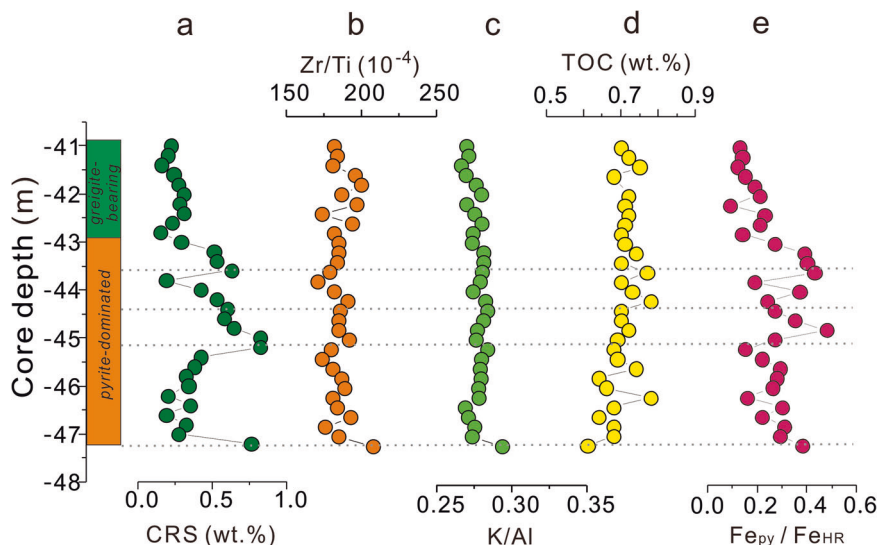 a b c d e
Zr/Ti (10⁻⁴) TOC (wt.%)
150 200 250 0.5 0.7 0.9
-41
-42
-43
-44
-45
-46
-47
-48
Core depth (m)
greigite-
bearing
pyrite-dominated
0.0 0.5 1.0 0.25 0.30 0.35 0.0 0.2 0.4 0.6
CRS (wt.%) K/Al Fepy / FeHR